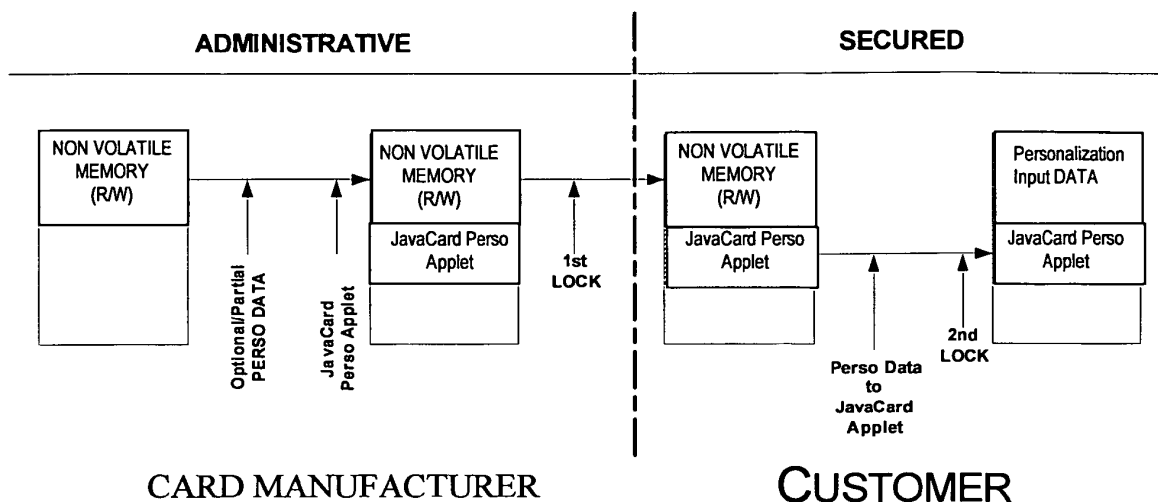 ADMINISTRATIVE
SECURED
NON VOLATILE
MEMORY
(R/W)
Optional/Partial
PERSO DATA
JavaCard
Perso Applet
NON VOLATILE
MEMORY
(R/W)
JavaCard Perso
Applet
1st
LOCK
NON VOLATILE
MEMORY
(R/W)
JavaCard Perso
Applet
Perso Data
to
JavaCard
Applet
2nd
LOCK
Personalization
Input DATA
JavaCard Perso
Applet
CARD MANUFACTURER
CUSTOMER